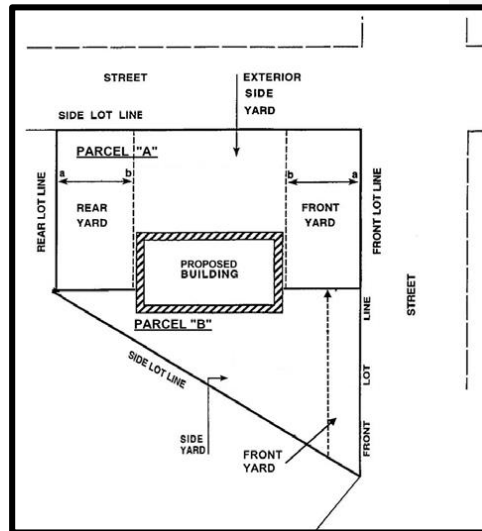 STREET
EXTERIOR
SIDE
YARD
SIDE LOT LINE
PARCEL "A"
a b
b a
REAR LOT LINE
REAR
YARD
FRONT
YARD
FRONT LOT LINE
PROPOSED
BUILDING
STREET
PARCEL "B"
SIDE LOT LINE
SIDE
YARD
FRONT
YARD
FRONT LOT LINE